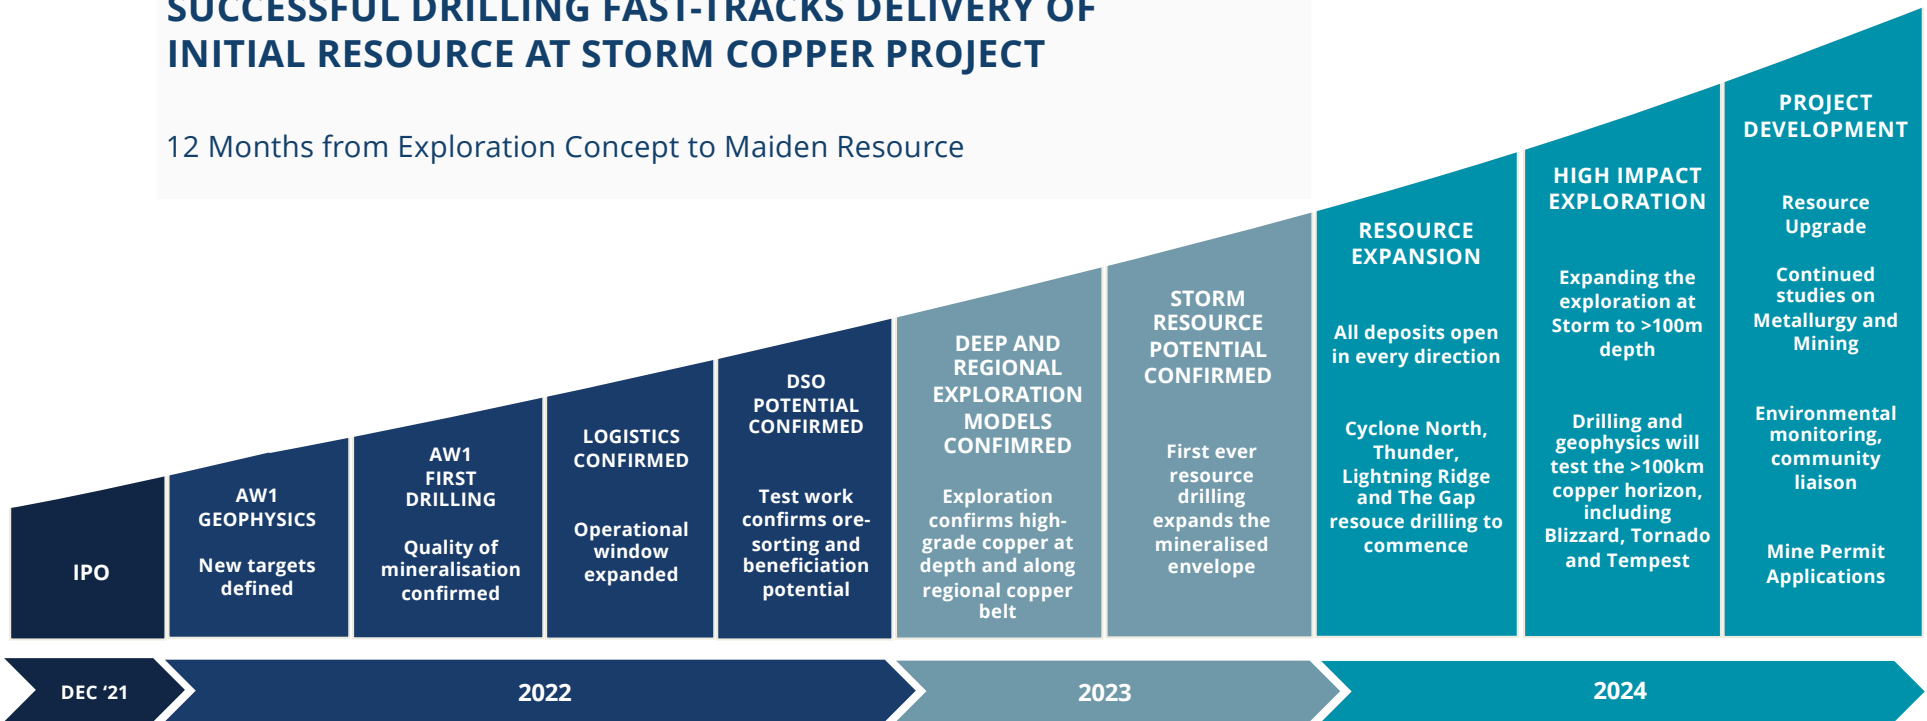 SUCCESSFUL DRILLING FAST-TRACKS DELIVERY OF
INITIAL RESOURCE AT STORM COPPER PROJECT
12 Months from Exploration Concept to Maiden Resource
IPO
AW1
GEOPHYSICS
New targets
defined
AW1
FIRST
DRILLING
Quality of
mineralisation
confirmed
LOGISTICS
CONFIRMED
Operational
window
expanded
DSO
POTENTIAL
CONFIRMED
Test work
confirms ore-
sorting and
beneficiation
potential
DEEP AND
REGIONAL
EXPLORATION
MODELS
CONFIMRED
Exploration
confirms high-
grade copper at
depth and along
regional copper
belt
STORM
RESOURCE
POTENTIAL
CONFIRMED
First ever
resource
drilling
expands the
mineralised
envelope
RESOURCE
EXPANSION
All deposits open
in every direction
Cyclone North,
Thunder,
Lightning Ridge
and The Gap
resouce drilling to
commence
HIGH IMPACT
EXPLORATION
Expanding the
exploration at
Storm to >100m
depth
Drilling and
geophysics will
test the >100km
copper horizon,
including
Blizzard, Tornado
and Tempest
PROJECT
DEVELOPMENT
Resource
Upgrade
Continued
studies on
Metallurgy and
Mining
Environmental
monitoring,
community
liaison
Mine Permit
Applications
DEC ‘21
2022
2023
2024